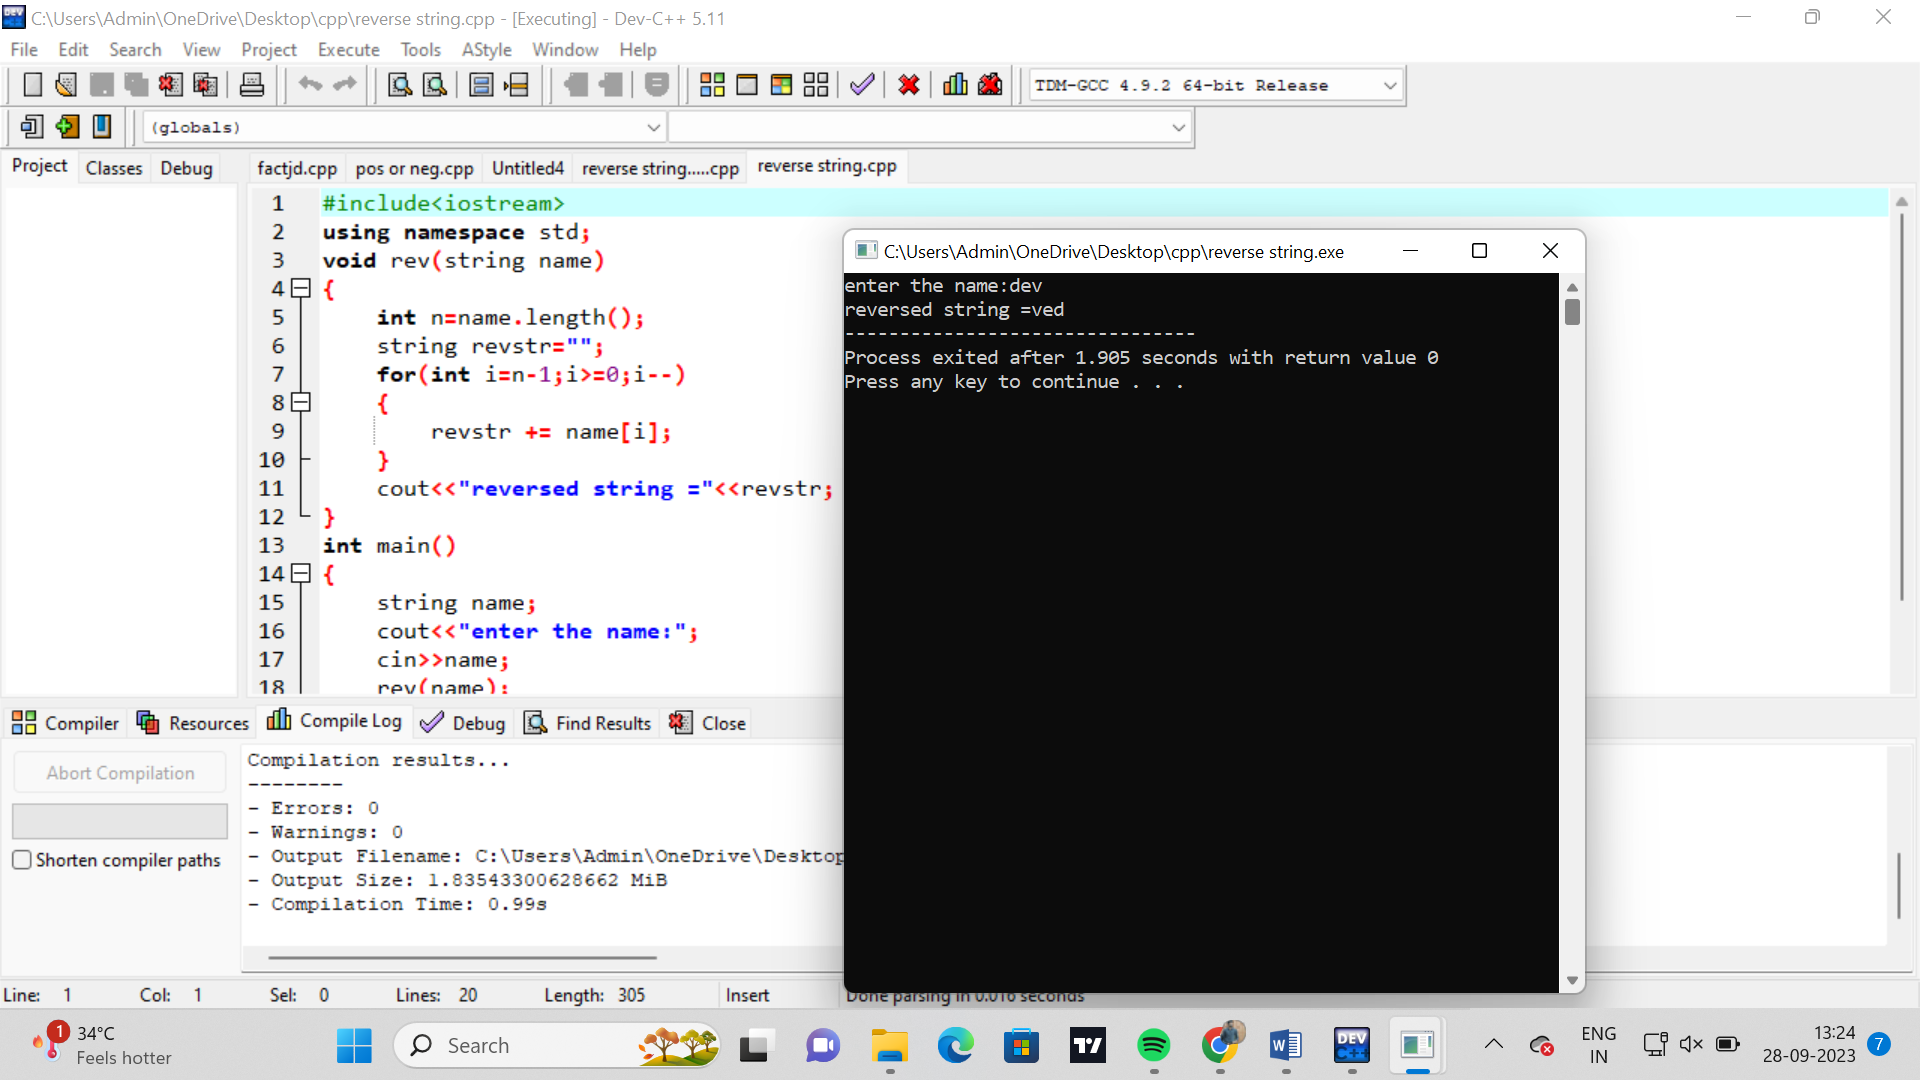 C:\Users\Admin\OneDrive\Desktop\cpp\reverse string.cpp - [Executing] - Dev-C++ 5.11
File Edit Search View Project Execute Tools AStyle Window Help
TDM-GCC 4.9.2 64-bit Release
(globals)
Project Classes Debug
factjd.cpp pos or neg.cpp Untitled4 reverse string.....cpp reverse string.cpp
1 #include<iostream>
2 using namespace std;
3 void rev(string name)
4 {
5 int n=name.length();
6 string revstr="";
7 for(int i=n-1;i>=0;i--)
8 {
9 revstr += name[i];
10 }
11 cout<<"reversed string ="<<revstr;
12 }
13 int main()
14 {
15 string name;
16 cout<<"enter the name:";
17 cin>>name;
18 rev(name);
C:\Users\Admin\OneDrive\Desktop\cpp\reverse string.exe
enter the name:dev
reversed string =ved
--------------------------------
Process exited after 1.905 seconds with return value 0
Press any key to continue . . .
Compiler Resources Compile Log Debug Find Results Close
Abort Compilation
Shorten compiler paths
Compilation results...
--------
- Errors: 0
- Warnings: 0
- Output Filename: C:\Users\Admin\OneDrive\Desktop
- Output Size: 1.83543300628662 MiB
- Compilation Time: 0.99s
Line: 1 Col: 1 Sel: 0 Lines: 20 Length: 305 Insert Done parsing in 0.016 seconds
1
34°C
Feels hotter
Search
DEV
C++
ENG
IN
13:24
28-09-2023
7